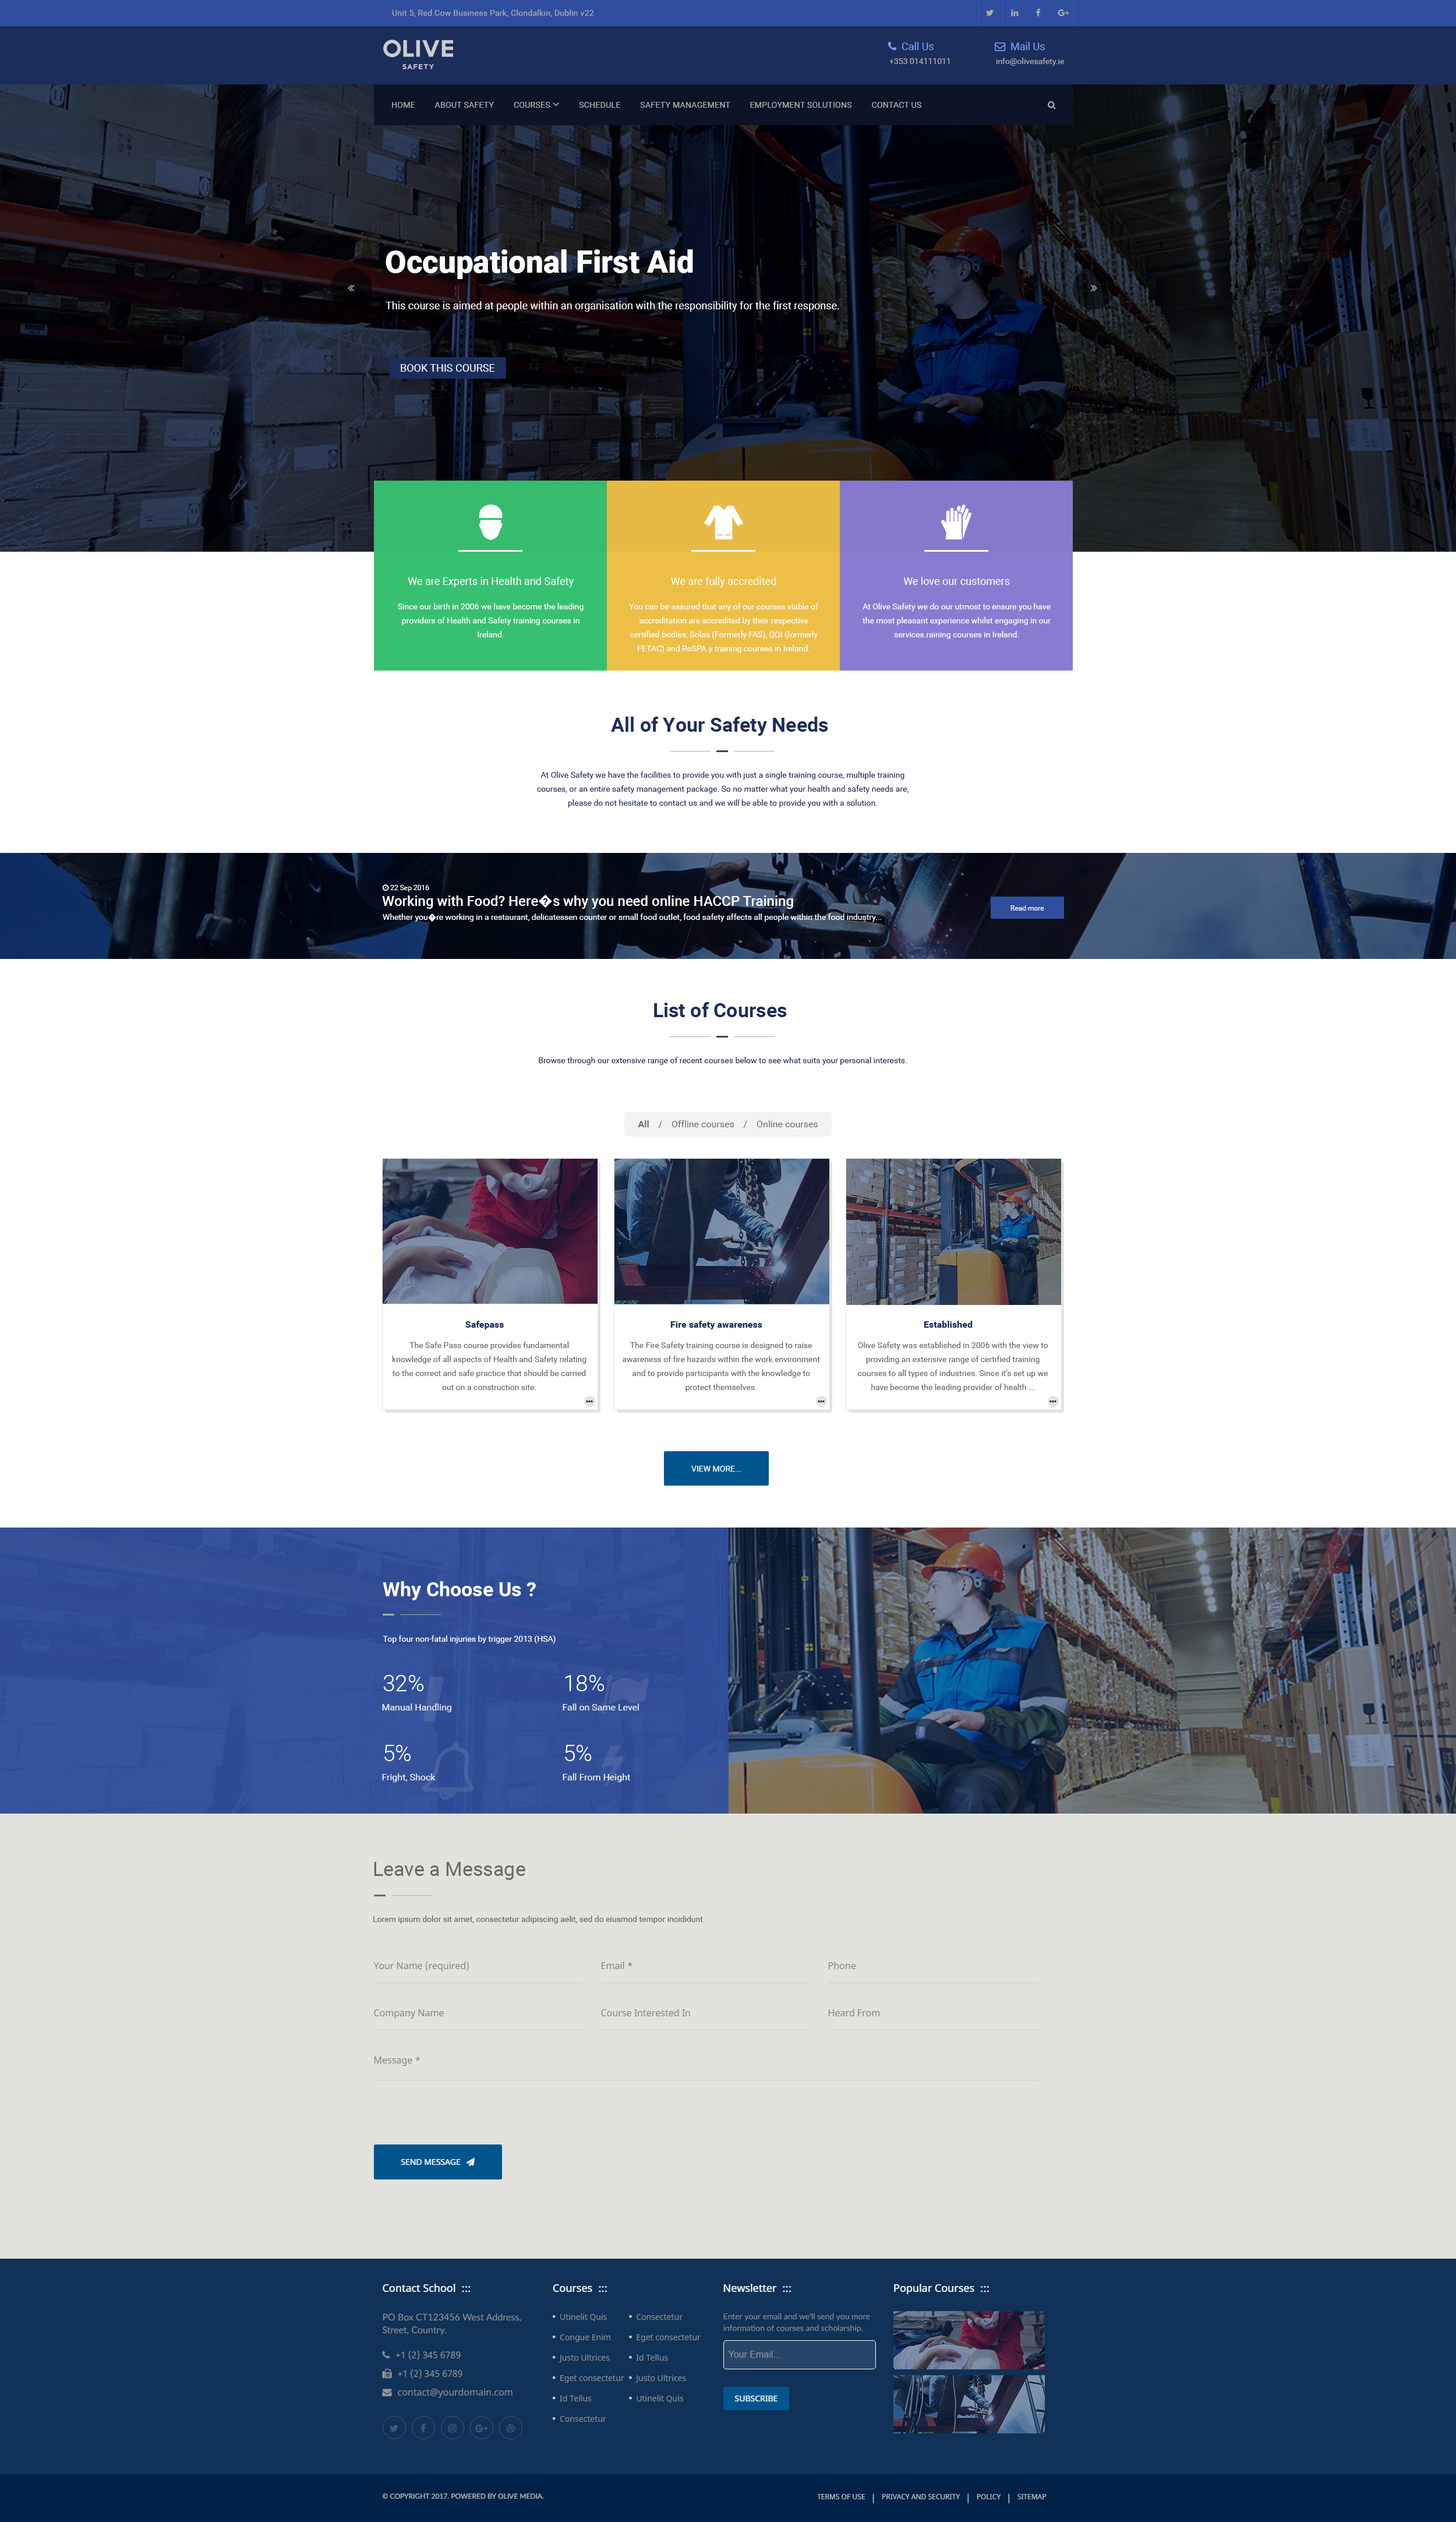 Unit 5, Red Cow Business Park, Clondalkin, Dublin v22
OLIVE
SAFETY
Call Us
+353 014111011
Mail Us
info@olivesafety.ie
HOME ABOUT SAFETY COURSES SCHEDULE SAFETY MANAGEMENT EMPLOYMENT SOLUTIONS CONTACT US
Occupational First Aid
This course is aimed at people within an organisation with the responsibility for the first response.
BOOK THIS COURSE
We are Experts in Health and Safety
Since our birth in 2006 we have become the leading
providers of Health and Safety training courses in
Ireland.
We are fully accredited
You can be assured that any of our courses viable of
accreditation are accredited by their respective
certified bodies; Solas (Formerly FAS), QQI (formerly
FETAC) and RoSPA.y training courses in Ireland.
We love our customers
At Olive Safety we do our utmost to ensure you have
the most pleasant experience whilst engaging in our
services.raining courses in Ireland.
All of Your Safety Needs
At Olive Safety we have the facilities to provide you with just a single training course, multiple training
courses, or an entire safety management package. So no matter what your health and safety needs are,
please do not hesitate to contact us and we will be able to provide you with a solution.
22 Sep 2016
Working with Food? Here�s why you need online HACCP Training
Whether you�re working in a restaurant, delicatessen counter or small food outlet, food safety affects all people within the food industry...
Read more
List of Courses
Browse through our extensive range of recent courses below to see what suits your personal interests.
All / Offline courses / Online courses
Safepass
The Safe Pass course provides fundamental
knowledge of all aspects of Health and Safety relating
to the correct and safe practice that should be carried
out on a construction site.
Fire safety awareness
The Fire Safety training course is designed to raise
awareness of fire hazards within the work environment
and to provide participants with the knowledge to
protect themselves.
Established
Olive Safety was established in 2006 with the view to
providing an extensive range of certified training
courses to all types of industries. Since it's set up we
have become the leading provider of health ...
VIEW MORE...
Why Choose Us ?
Top four non-fatal injuries by trigger 2013 (HSA)
32%
Manual Handling
18%
Fall on Same Level
5%
Fright, Shock
5%
Fall From Height
Refrigerator
Leave a Message
Lorem ipsum dolor sit amet, consectetur adipiscing aelit, sed do eiusmod tempor incididunt.
Your Name (required) Email * Phone
Company Name Course Interested In Heard From
Message *
SEND MESSAGE
Contact School :::
PO Box CT123456 West Address,
Street, Country.
+1 (2) 345 6789
+1 (2) 345 6789
contact@yourdomain.com
Courses :::
Utinelit Quis
Congue Enim
Justo Ultrices
Eget consectetur
Id Tellus
Consectetur
Consectetur
Eget consectetur
Id Tellus
Justo Ultrices
Utinelit Quis
Newsletter :::
Enter your email and we'll send you more
information of courses and scholarship.
Your Email...
SUBSCRIBE
Popular Courses :::
© COPYRIGHT 2017. POWERED BY OLIVE MEDIA.
TERMS OF USE | PRIVACY AND SECURITY | POLICY | SITEMAP